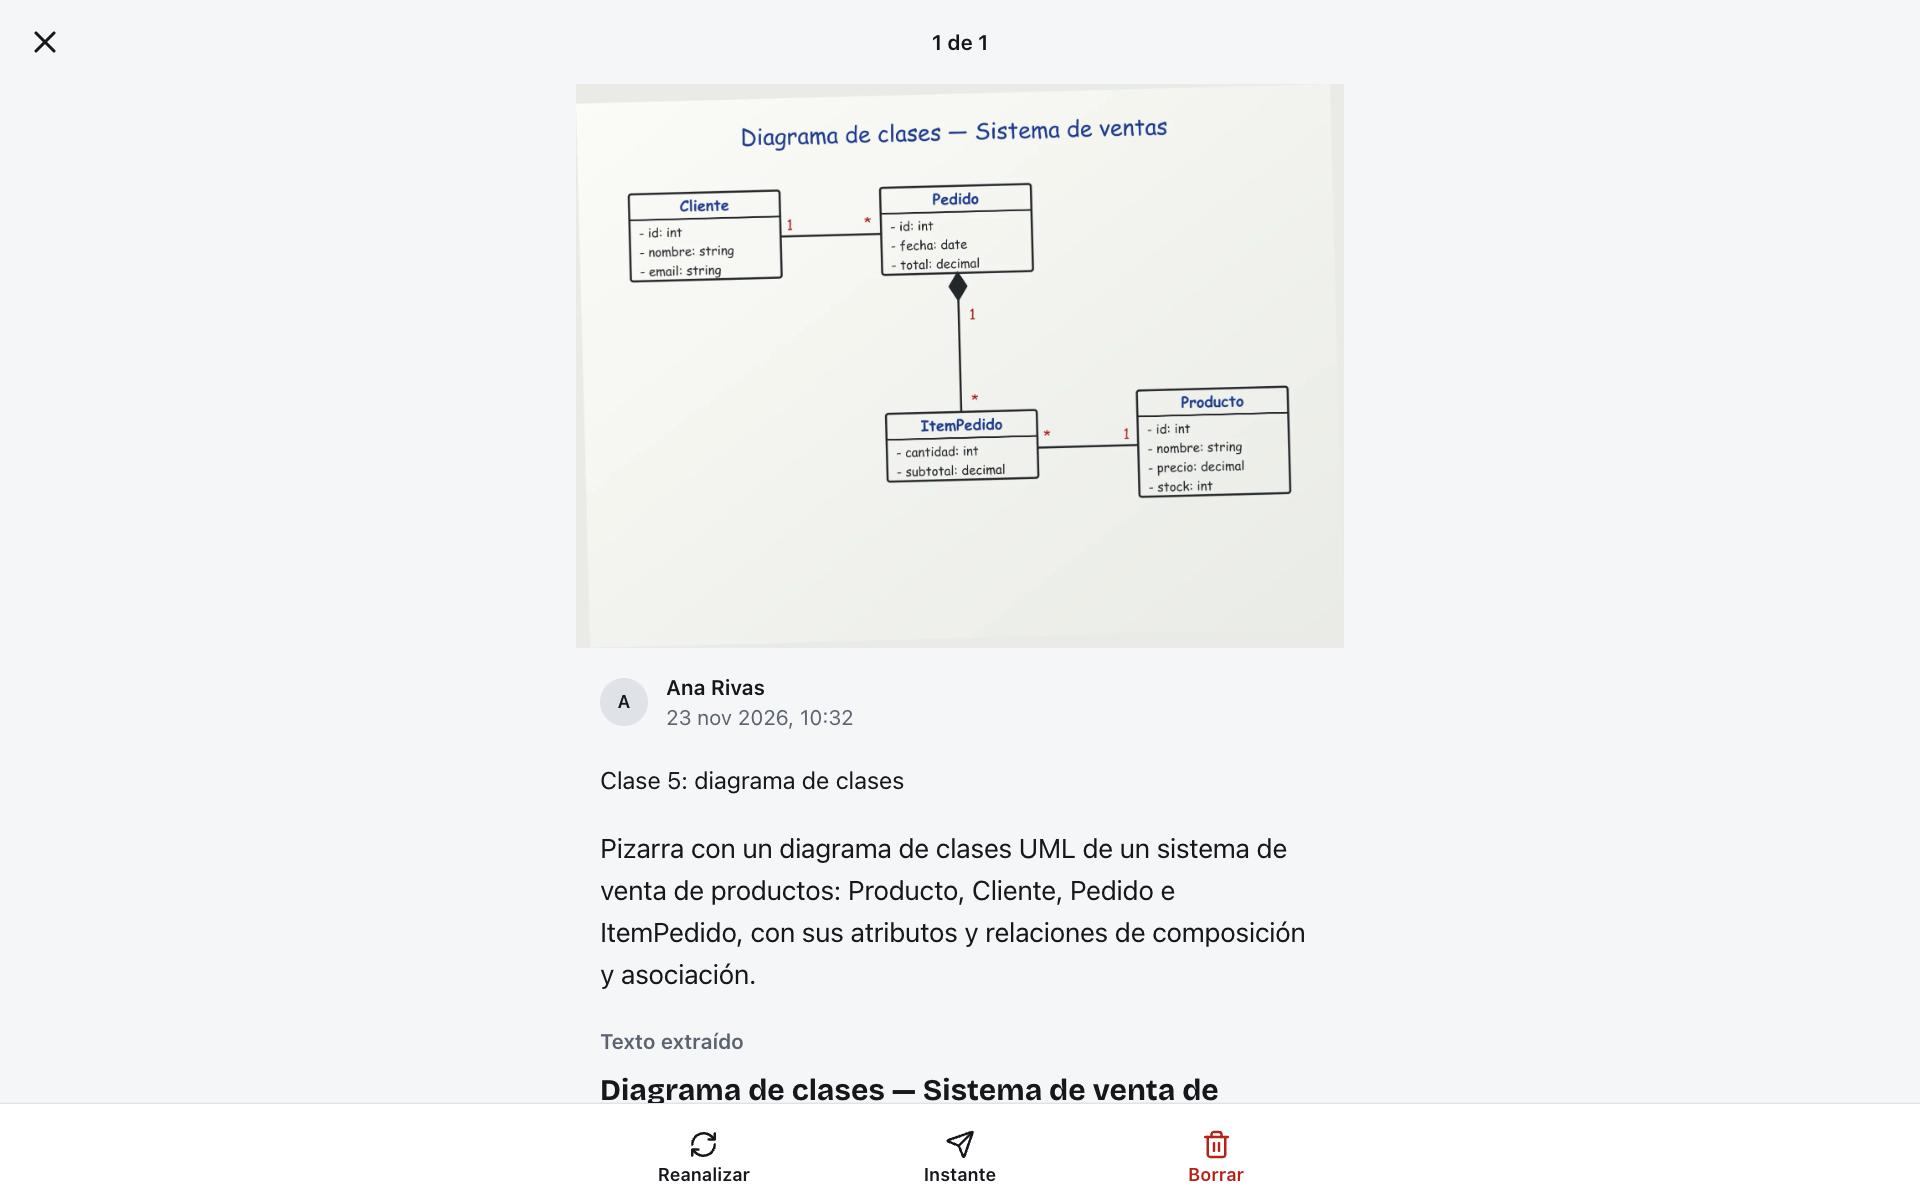 1 de 1
Diagrama de clases — Sistema de ventas
Cliente
- id: int
- nombre: string
- email: string
1
*
Pedido
- id: int
- fecha: date
- total: decimal
1
*
ItemPedido
- cantidad: int
- subtotal: decimal
*
1
Producto
- id: int
- nombre: string
- precio: decimal
- stock: int
A
Ana Rivas
23 nov 2026, 10:32
Clase 5: diagrama de clases
Pizarra con un diagrama de clases UML de un sistema de
venta de productos: Producto, Cliente, Pedido e
ItemPedido, con sus atributos y relaciones de composición
y asociación.
Texto extraído
Diagrama de clases — Sistema de venta de
Reanalizar
Instante
Borrar